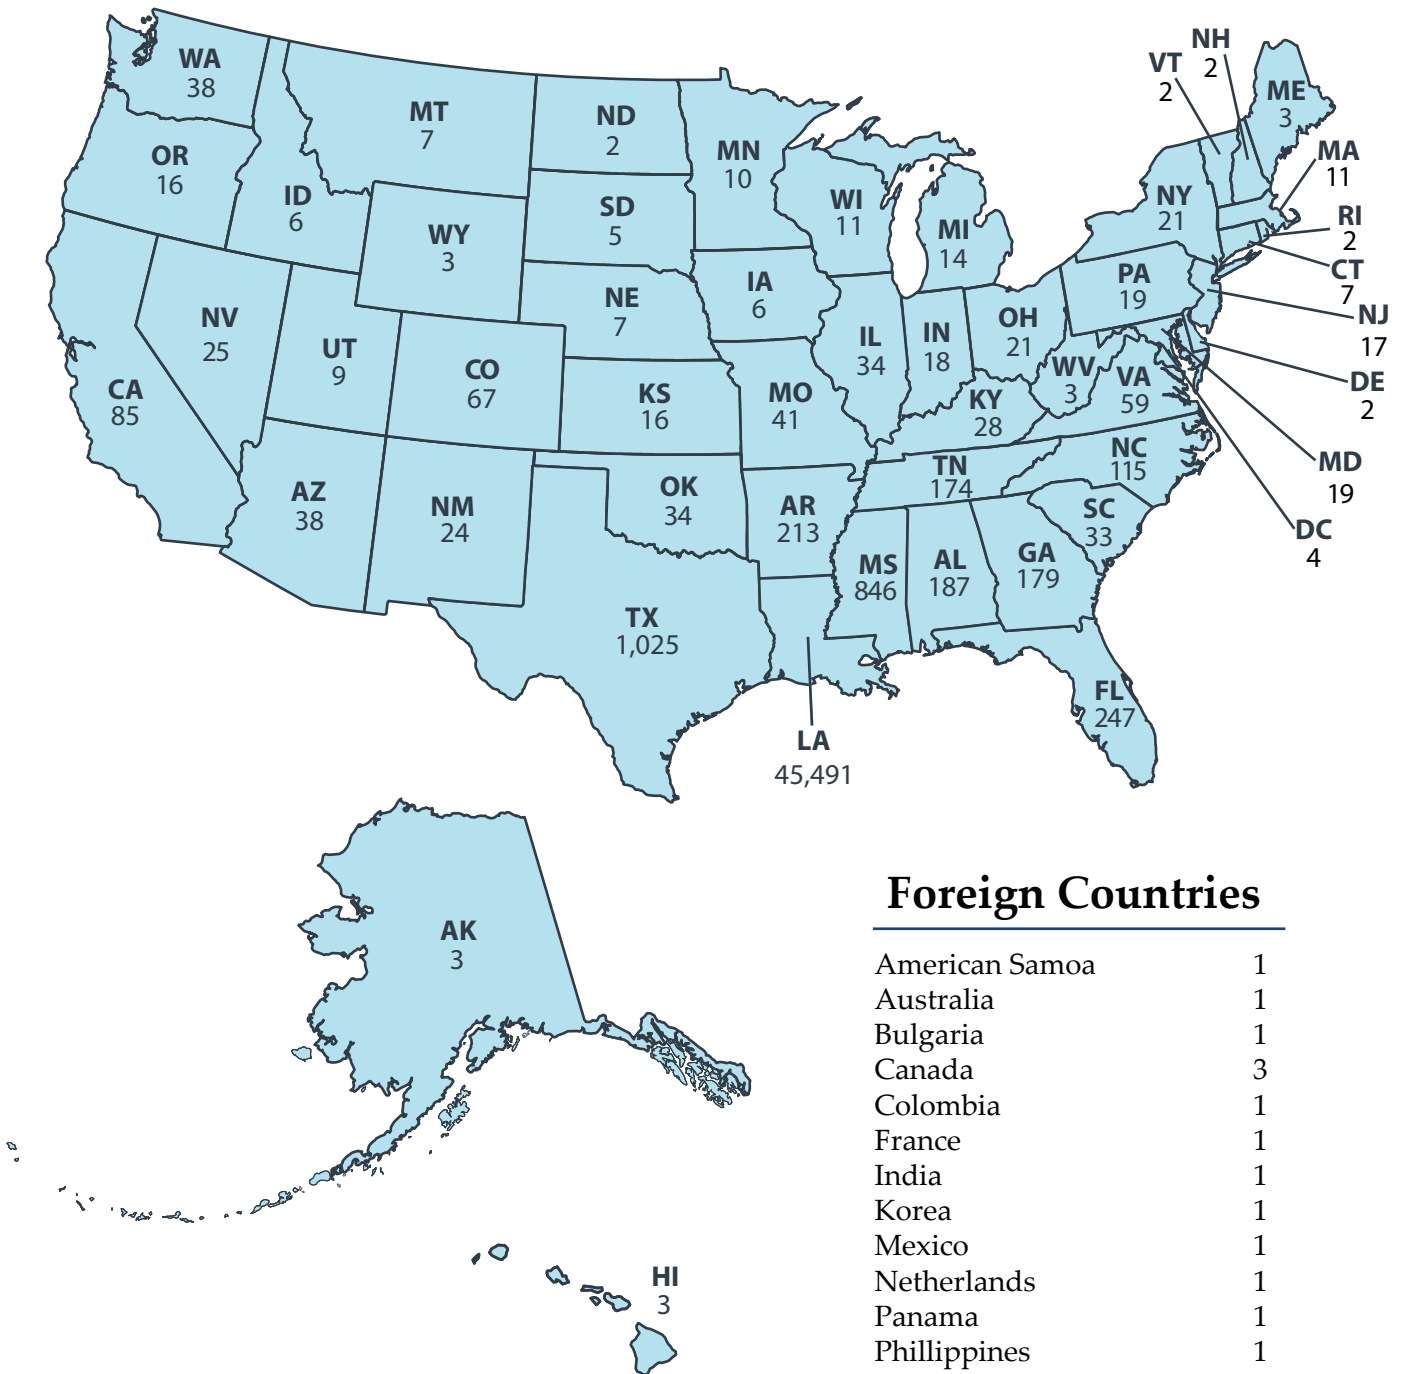 WA
38
MT
7
ND
2
MN
10
VT
2
NH
2
ME
3
OR
16
ID
6
WY
3
SD
5
WI
11
MI
14
NY
21
MA
11
RI
2
CT
7
NJ
17
DE
2
MD
19
DC
4
NV
25
UT
9
CO
67
NE
7
IA
6
IL
34
IN
18
OH
21
PA
19
WV
3
VA
59
CA
85
KS
16
MO
41
KY
28
NC
115
TN
174
SC
33
AZ
38
NM
24
OK
34
AR
213
MS
846
AL
187
GA
179
TX
1,025
FL
247
LA
45,491
AK
3
HI
3
Foreign Countries
American Samoa 1
Australia 1
Bulgaria 1
Canada 3
Colombia 1
France 1
India 1
Korea 1
Mexico 1
Netherlands 1
Panama 1
Phillippines 1